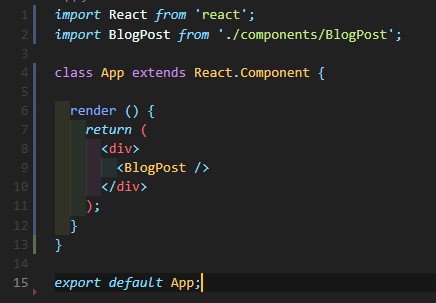 1 import React from 'react';
2 import BlogPost from './components/BlogPost';
3
4 class App extends React.Component {
5
6   render () {
7     return (
8       <div>
9         <BlogPost />
10       </div>
11     );
12   }
13 }
14
15 export default App;